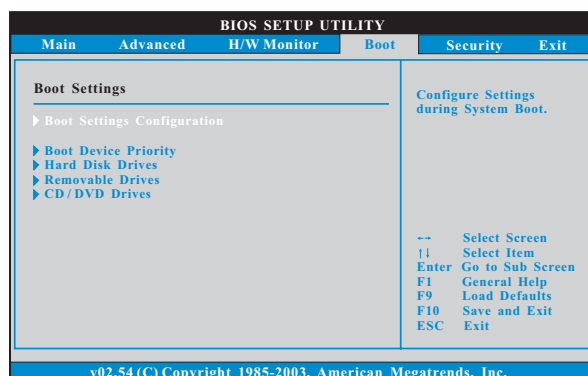 BIOS SETUP UTILITY
Main Advanced H/W Monitor Boot Security Exit
Boot Settings
Boot Settings Configuration
Boot Device Priority
Hard Disk Drives
Removable Drives
CD/DVD Drives
Configure Settings
during System Boot.
←→ Select Screen
↑↓ Select Item
Enter Go to Sub Screen
F1 General Help
F9 Load Defaults
F10 Save and Exit
ESC Exit
v02.54 (C) Copyright 1985-2003, American Megatrends, Inc.